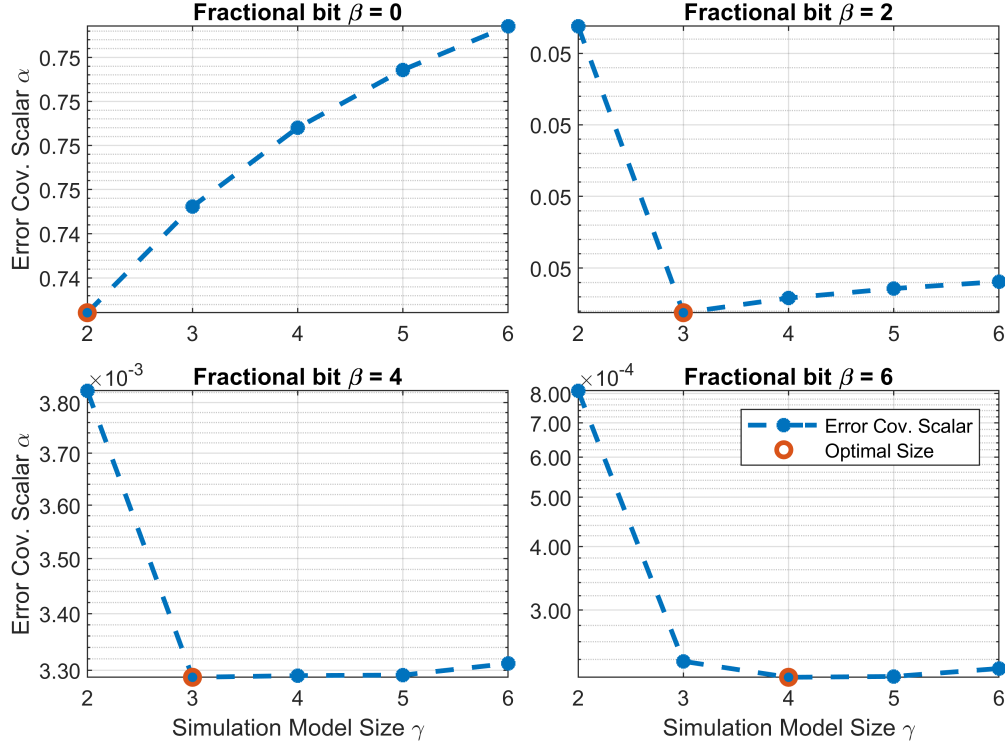 Fractional bit β = 0
Error Cov. Scalar α
0.75
0.75
0.75
0.75
0.74
0.74
2 3 4 5 6
Fractional bit β = 2
0.05
0.05
0.05
0.05
2 3 4 5 6
×10⁻³
Fractional bit β = 4
Error Cov. Scalar α
3.80
3.70
3.60
3.50
3.40
3.30
2 3 4 5 6
Simulation Model Size γ
×10⁻⁴
Fractional bit β = 6
8.00
7.00
6.00
5.00
4.00
3.00
Error Cov. Scalar
Optimal Size
2 3 4 5 6
Simulation Model Size γ